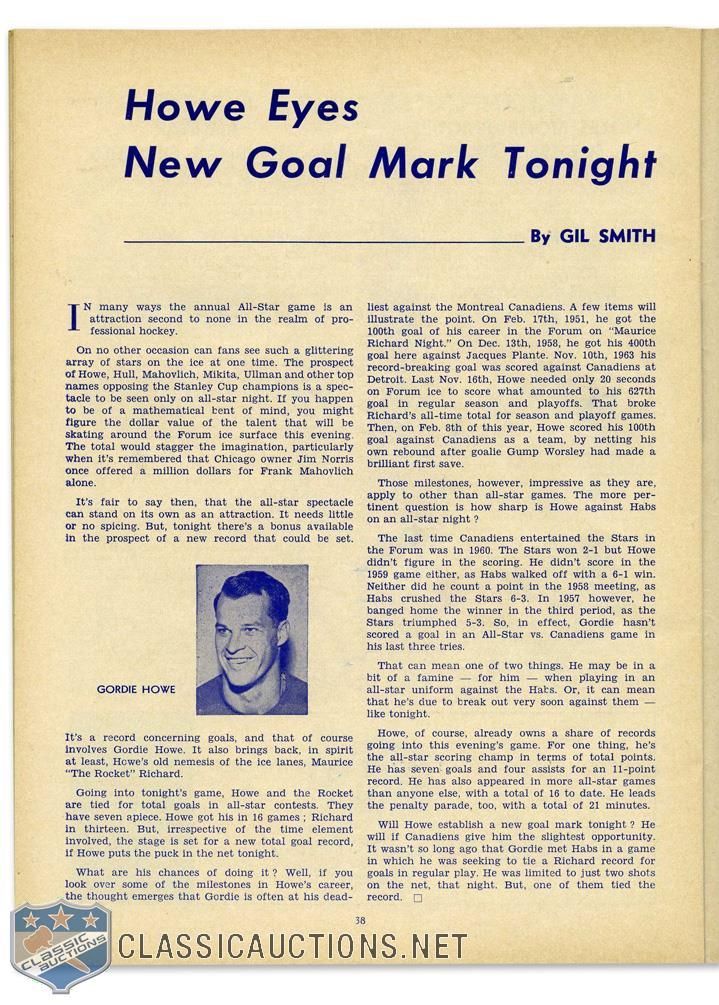 Howe Eyes
New Goal Mark Tonight
By GIL SMITH
IN many ways the annual All-Star game is an
attraction second to none in the realm of pro-
fessional hockey.
On no other occasion can fans see such a glittering
array of stars on the ice at one time. The prospect
of Howe, Hull, Mahovlich, Mikita, Ullman and other top
names opposing the Stanley Cup champions is a spec-
tacle to be seen only on all-star night. If you happen
to be of a mathematical bent of mind, you might
figure the dollar value of the talent that will be
skating around the Forum ice surface this evening.
The total would stagger the imagination, particularly
when it's remembered that Chicago owner Jim Norris
once offered a million dollars for Frank Mahovlich
alone.
It's fair to say then, that the all-star spectacle
can stand on its own as an attraction. It needs little
or no spicing. But, tonight there's a bonus available
in the prospect of a new record that could be set.
GORDIE HOWE
It's a record concerning goals, and that of course
involves Gordie Howe. It also brings back, in spirit
at least, Howe's old nemesis of the ice lanes, Maurice
"The Rocket" Richard.
Going into tonight's game, Howe and the Rocket
are tied for total goals in all-star contests. They
have seven apiece. Howe got his in 16 games ; Richard
in thirteen. But, irrespective of the time element
involved, the stage is set for a new total goal record,
if Howe puts the puck in the net tonight.
What are his chances of doing it ? Well, if you
look over some of the milestones in Howe's career,
the thought emerges that Gordie is often at his dead-
liest against the Montreal Canadiens. A few items will
illustrate the point. On Feb. 17th, 1951, he got the
100th goal of his career in the Forum on "Maurice
Richard Night." On Dec. 13th, 1958, he got his 400th
goal here against Jacques Plante. Nov. 10th, 1963 his
record-breaking goal was scored against Canadiens at
Detroit. Last Nov. 16th, Howe needed only 20 seconds
on Forum ice to score what amounted to his 627th
goal in regular season and playoffs. That broke
Richard's all-time total for season and playoff games.
Then, on Feb. 8th of this year, Howe scored his 100th
goal against Canadiens as a team, by netting his
own rebound after goalie Gump Worsley had made a
brilliant first save.
Those milestones, however, impressive as they are,
apply to other than all-star games. The more per-
tinent question is how sharp is Howe against Habs
on an all-star night ?
The last time Canadiens entertained the Stars in
the Forum was in 1960. The Stars won 2-1 but Howe
didn't figure in the scoring. He didn't score in the
1959 game either, as Habs walked off with a 6-1 win.
Neither did he count a point in the 1958 meeting, as
Habs crushed the Stars 6-3. In 1957 however, he
banged home the winner in the third period, as the
Stars triumphed 5-3. So, in effect, Gordie hasn't
scored a goal in an All-Star vs. Canadiens game in
his last three tries.
That can mean one of two things. He may be in a
bit of a famine — for him — when playing in an
all-star uniform against the Habs. Or, it can mean
that he's due to break out very soon against them —
like tonight.
Howe, of course, already owns a share of records
going into this evening's game. For one thing, he's
the all-star scoring champ in terms of total points.
He has seven goals and four assists for an 11-point
record. He has also appeared in more all-star games
than anyone else, with a total of 16 to date. He leads
the penalty parade, too, with a total of 21 minutes.
Will Howe establish a new goal mark tonight ? He
will if Canadiens give him the slightest opportunity.
It wasn't so long ago that Gordie met Habs in a game
in which he was seeking to tie a Richard record for
goals in regular play. He was limited to just two shots
on the net, that night. But, one of them tied the
record. □
38
CLASSIC
AUCTIONS
CLASSICAUCTIONS.NET